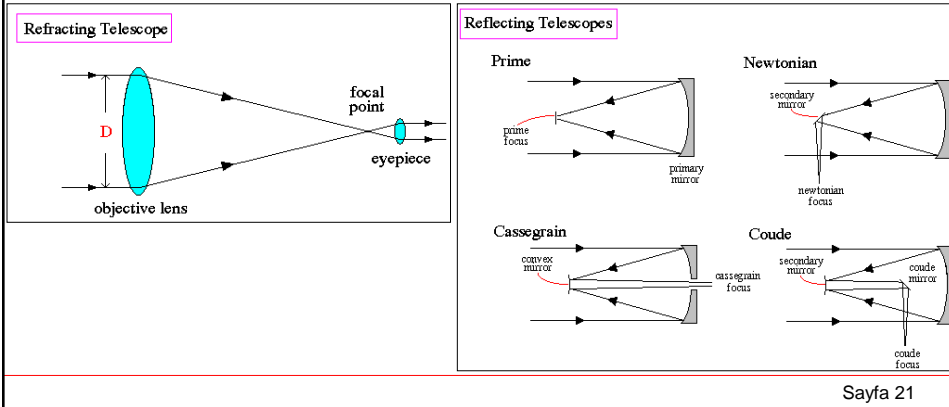 Refracting Telescope
D
focal
point
eyepiece
objective lens
Reflecting Telescopes
Prime
prime
focus
primary
mirror
Newtonian
secondary
mirror
newtonian
focus
Cassegrain
convex
mirror
cassegrain
focus
Coude
secondary
mirror
coude
mirror
coude
focus
Sayfa 21